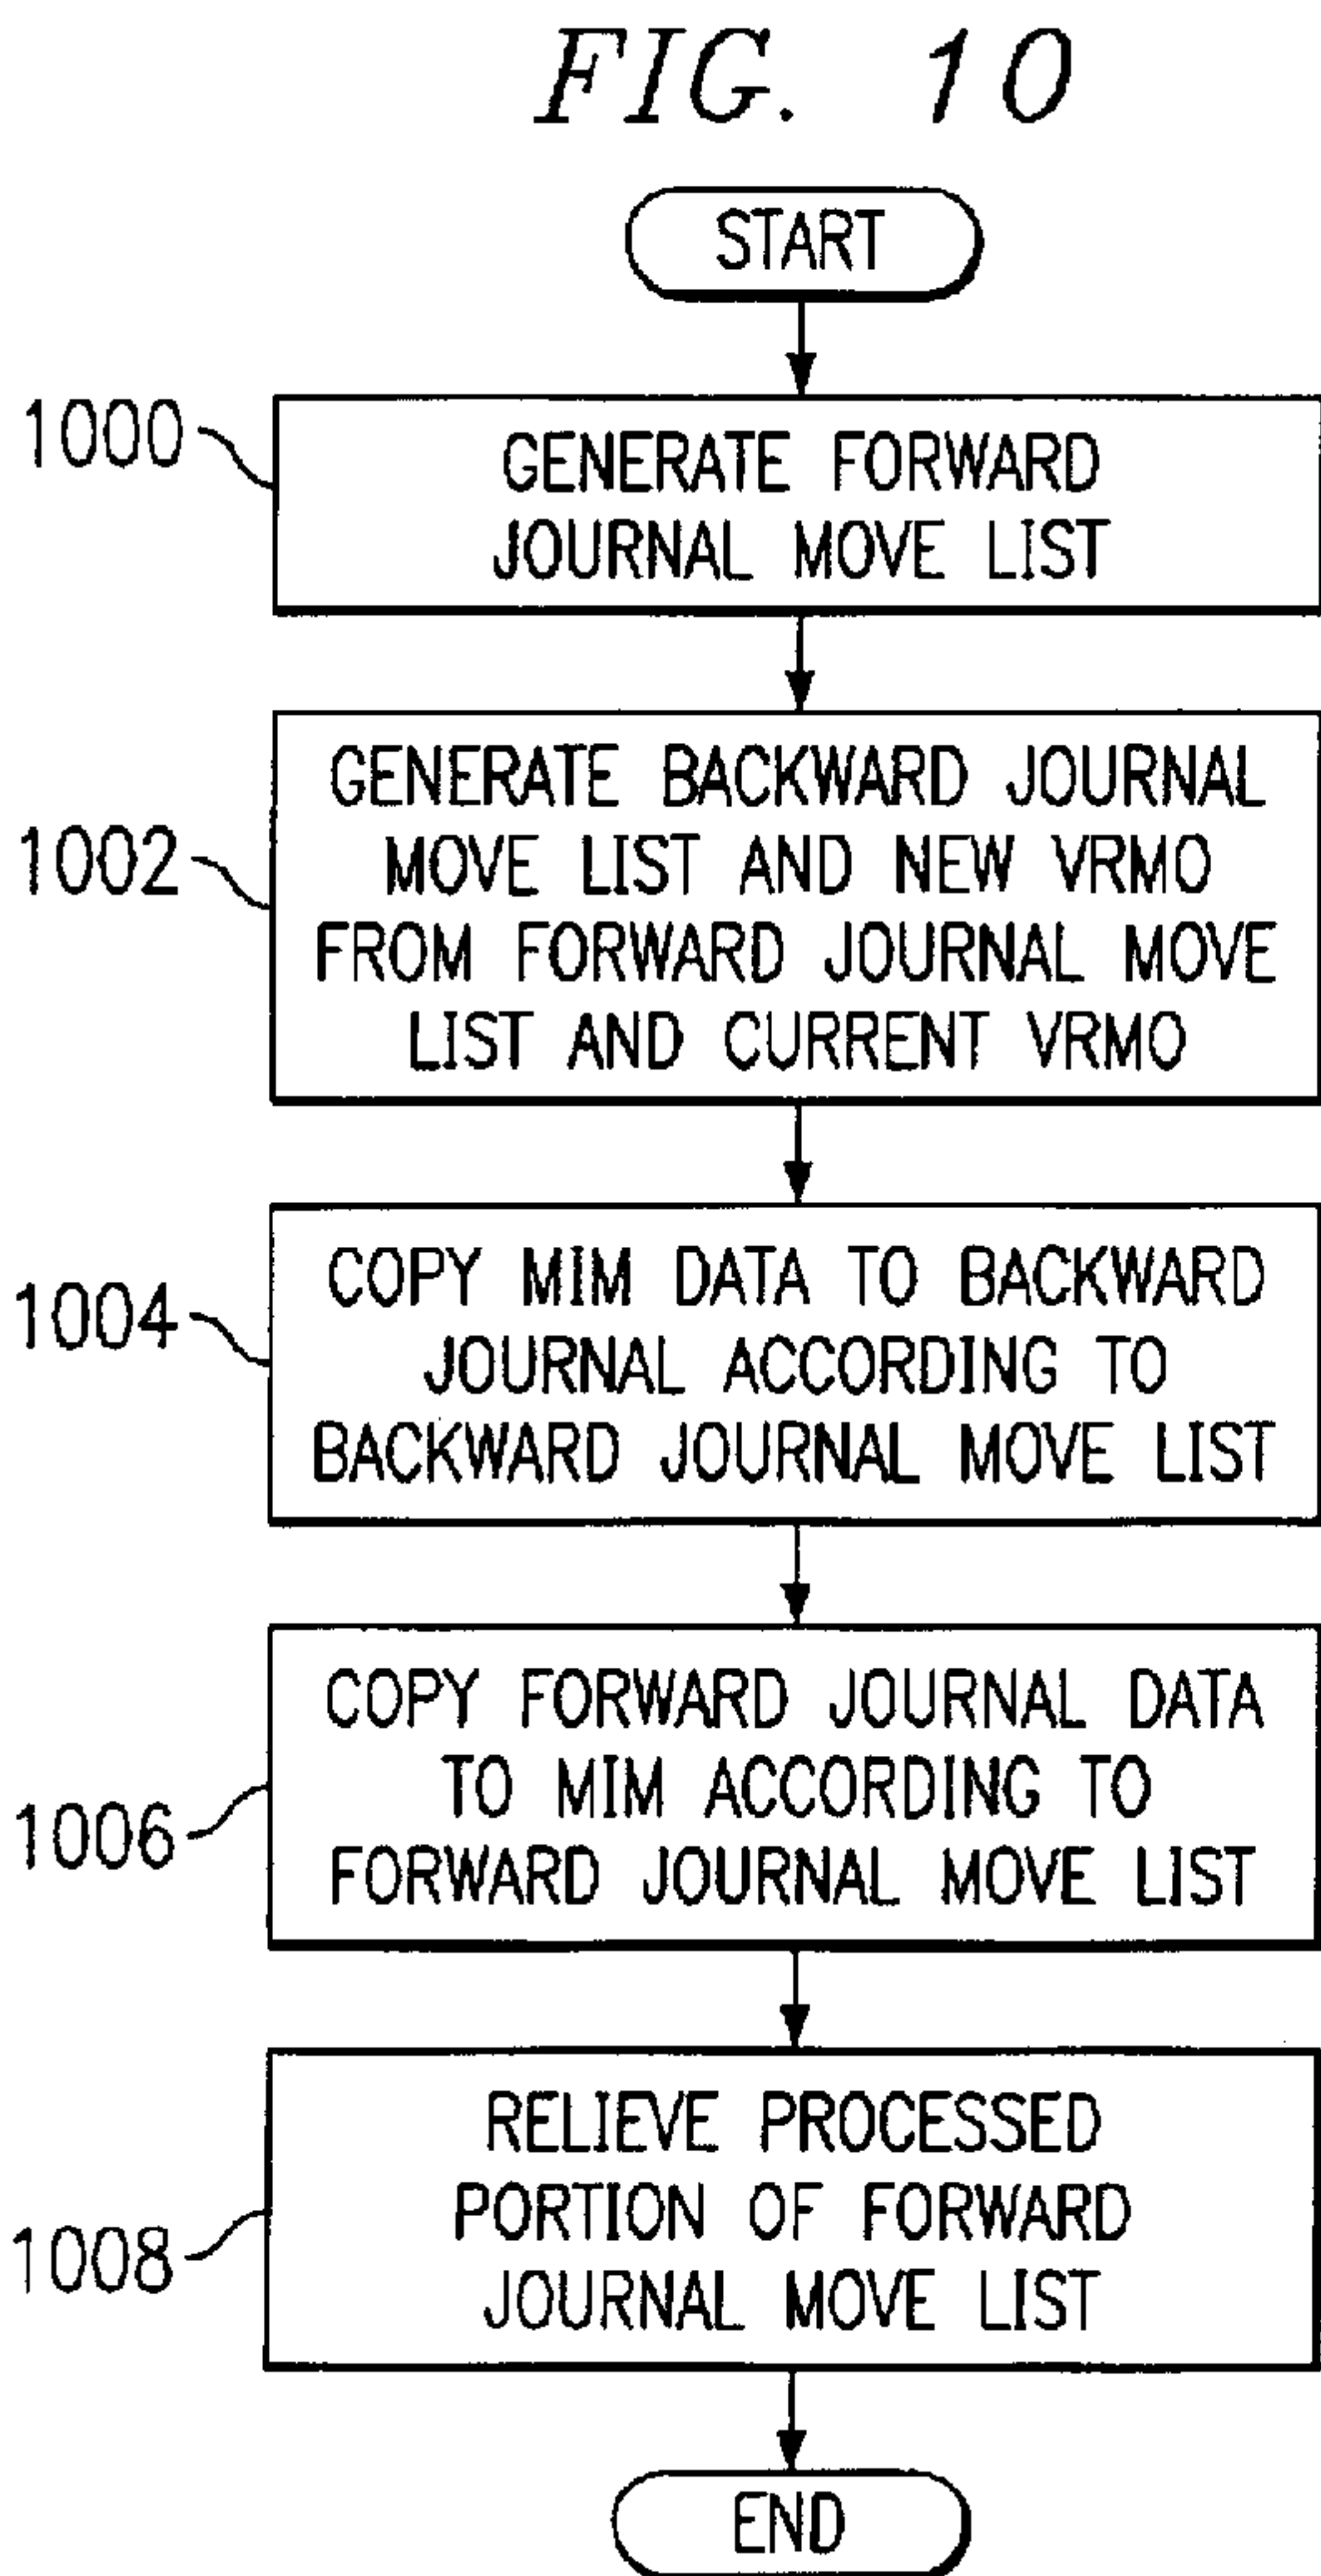 FIG. 10
START
1000
GENERATE FORWARD
JOURNAL MOVE LIST
1002
GENERATE BACKWARD JOURNAL
MOVE LIST AND NEW VRMO
FROM FORWARD JOURNAL MOVE
LIST AND CURRENT VRMO
1004
COPY MIM DATA TO BACKWARD
JOURNAL ACCORDING TO
BACKWARD JOURNAL MOVE LIST
1006
COPY FORWARD JOURNAL DATA
TO MIM ACCORDING TO
FORWARD JOURNAL MOVE LIST
1008
RELIEVE PROCESSED
PORTION OF FORWARD
JOURNAL MOVE LIST
END